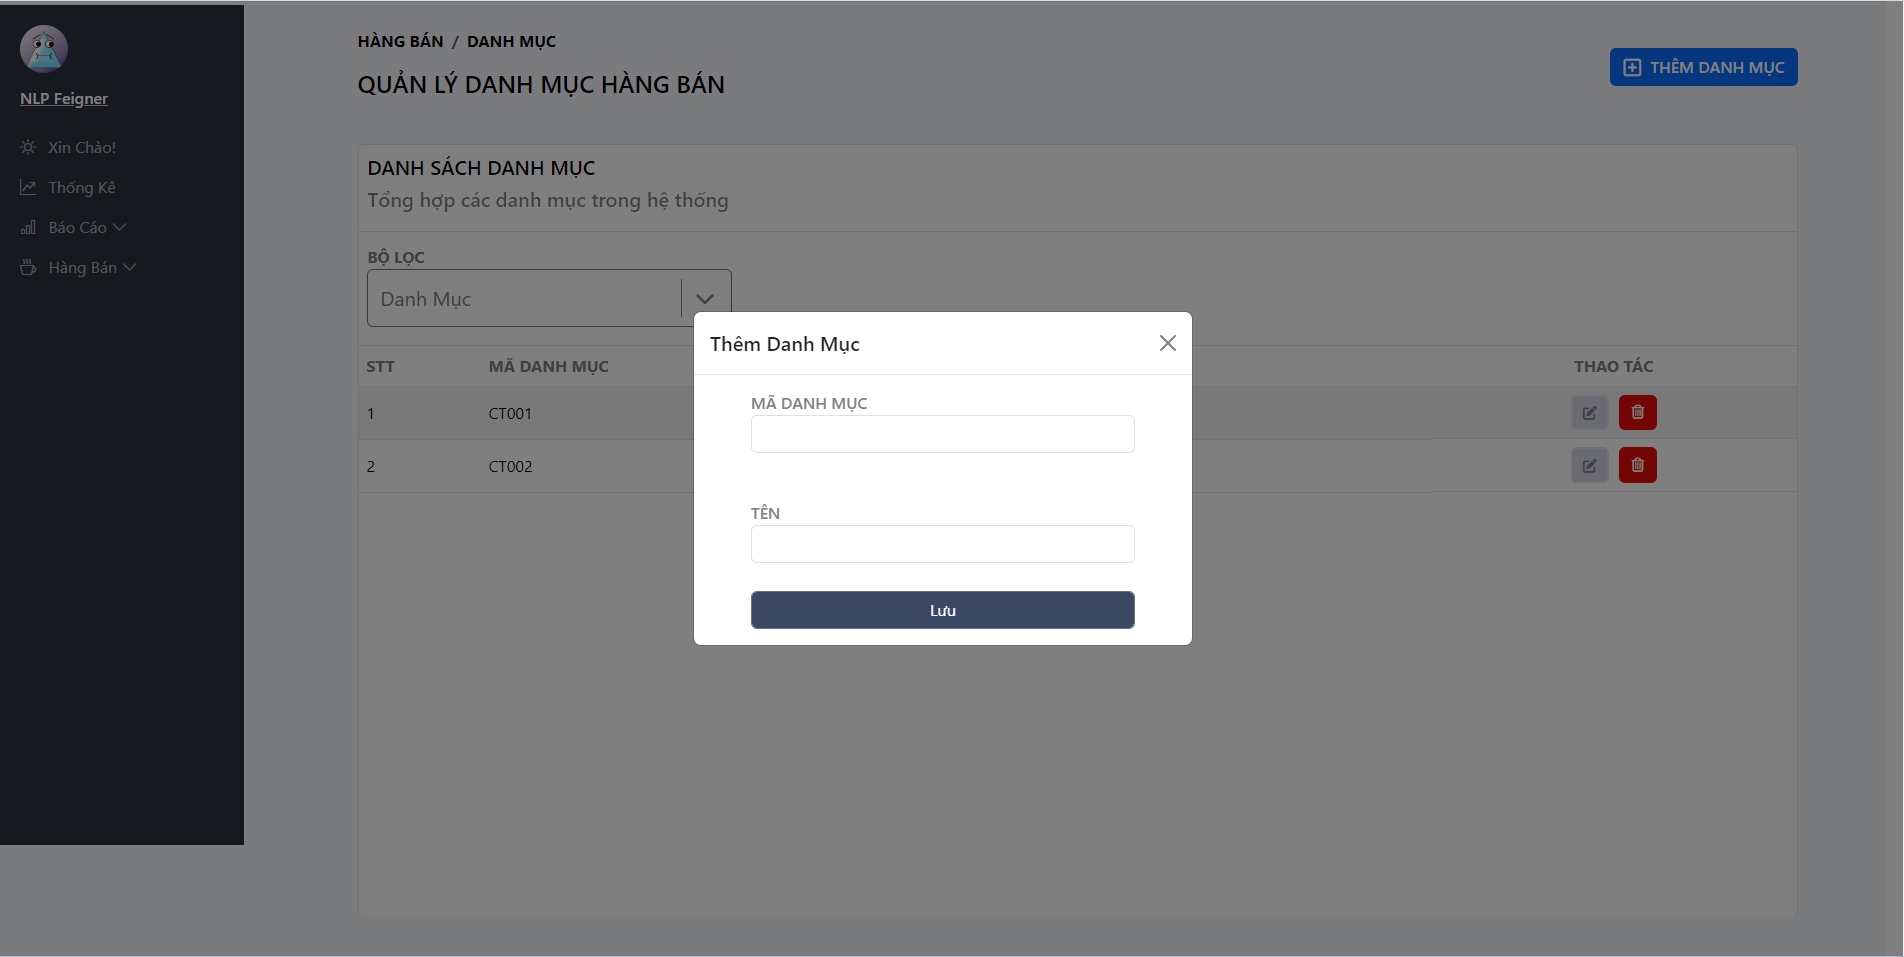 NLP Feigner
Xin Chào!
Thống Kê
Báo Cáo
Hàng Bán
HÀNG BÁN / DANH MỤC
QUẢN LÝ DANH MỤC HÀNG BÁN
THÊM DANH MỤC
DANH SÁCH DANH MỤC
Tổng hợp các danh mục trong hệ thống
BỘ LỌC
Danh Mục
STT MÃ DANH MỤC THAO TÁC
1 CT001
2 CT002
Thêm Danh Mục
MÃ DANH MỤC
TÊN
Lưu